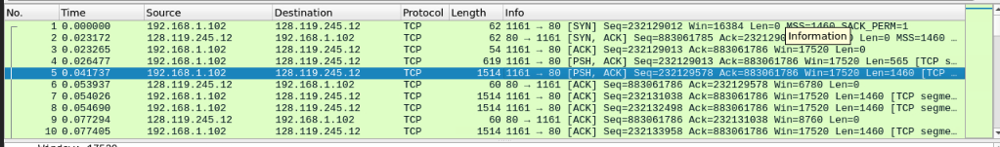 No. Time Source Destination Protocol Length Info
1 0.000000 192.168.1.102 128.119.245.12 TCP 62 1161 → 80 [SYN] Seq=232129012 Win=16384 Len=0 MSS=1460 SACK_PERM=1
2 0.023172 128.119.245.12 192.168.1.102 TCP 62 80 → 1161 [SYN, ACK] Seq=883061785 Ack=2321290 Len=0 MSS=1460 …
Information
3 0.023265 192.168.1.102 128.119.245.12 TCP 54 1161 → 80 [ACK] Seq=232129013 Ack=883061786 Win=17520 Len=0
4 0.026477 192.168.1.102 128.119.245.12 TCP 619 1161 → 80 [PSH, ACK] Seq=232129013 Ack=883061786 Win=17520 Len=565 [TCP s…
5 0.041737 192.168.1.102 128.119.245.12 TCP 1514 1161 → 80 [PSH, ACK] Seq=232129578 Ack=883061786 Win=17520 Len=1460 [TCP …
6 0.053937 128.119.245.12 192.168.1.102 TCP 60 80 → 1161 [ACK] Seq=883061786 Ack=232129578 Win=6780 Len=0
7 0.054026 192.168.1.102 128.119.245.12 TCP 1514 1161 → 80 [ACK] Seq=232131038 Ack=883061786 Win=17520 Len=1460 [TCP segme…
8 0.054690 192.168.1.102 128.119.245.12 TCP 1514 1161 → 80 [ACK] Seq=232132498 Ack=883061786 Win=17520 Len=1460 [TCP segme…
9 0.077294 128.119.245.12 192.168.1.102 TCP 60 80 → 1161 [ACK] Seq=883061786 Ack=232131038 Win=8760 Len=0
10 0.077405 192.168.1.102 128.119.245.12 TCP 1514 1161 → 80 [ACK] Seq=232133958 Ack=883061786 Win=17520 Len=1460 [TCP segme…